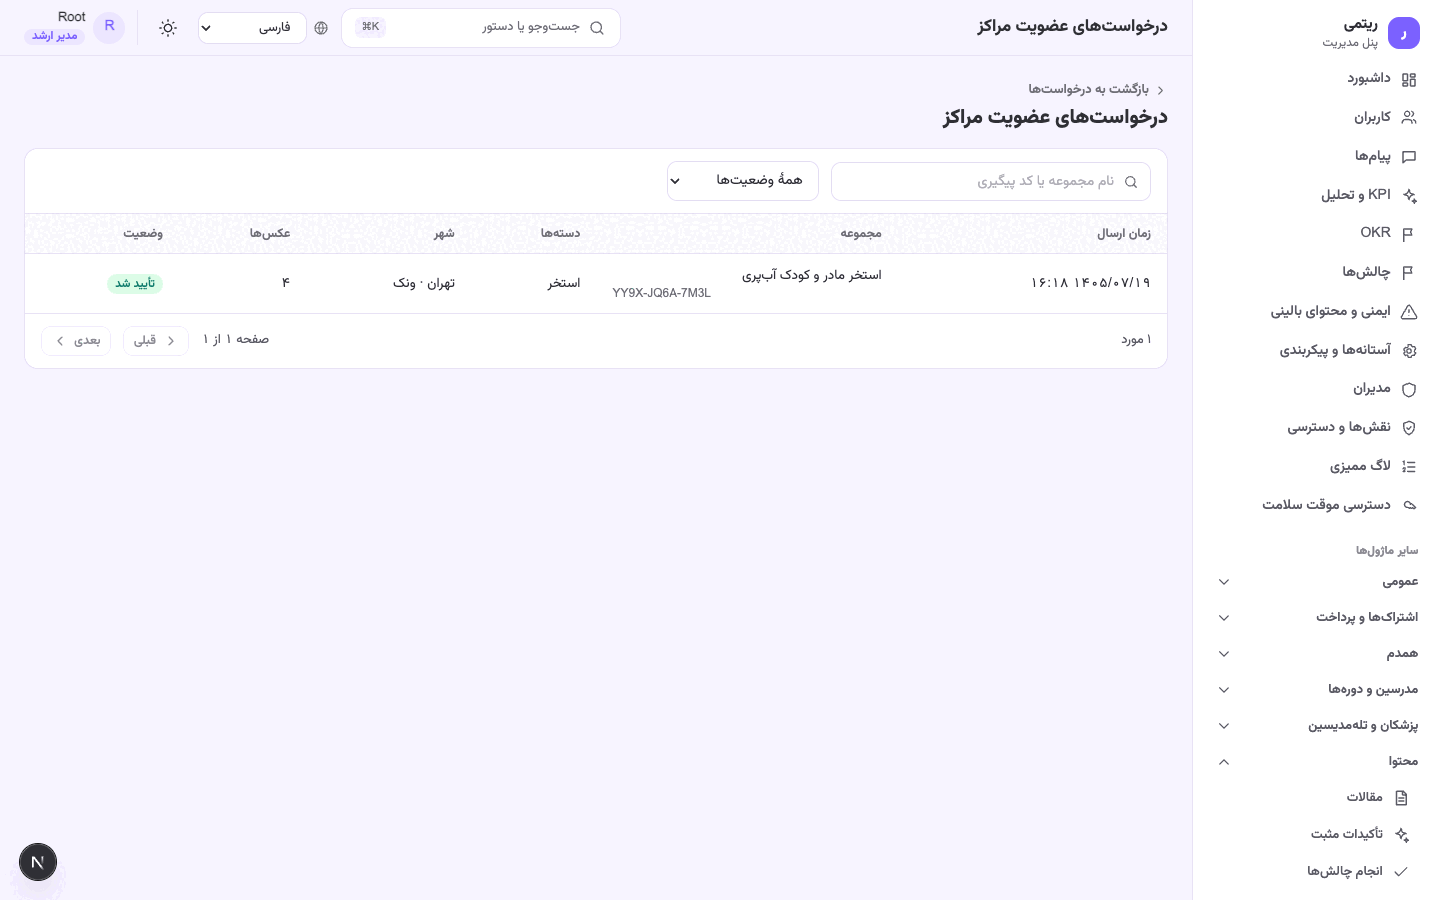 ریتمی
پنل مدیریت
ر
داشبورد
کاربران
پیام‌ها
KPI و تحلیل
OKR
چالش‌ها
ایمنی و محتوای بالینی
آستانه‌ها و پیکربندی
مدیران
نقش‌ها و دسترسی
لاگ ممیزی
دسترسی موقت سلامت
سایر ماژول‌ها
عمومی
اشتراک‌ها و پرداخت
همدم
مدرسین و دوره‌ها
پزشکان و تله‌مدیسین
محتوا
مقالات
تأکیدات مثبت
انجام چالش‌ها
درخواست‌های عضویت مراکز
جست‌وجو یا دستور
⌘K
فارسی
Root
مدیر ارشد
R
بازگشت به درخواست‌ها
درخواست‌های عضویت مراکز
نام مجموعه یا کد پیگیری
همهٔ وضعیت‌ها
زمان ارسال مجموعه دسته‌ها شهر عکس‌ها وضعیت
۱۴۰۵/۰۷/۱۹ ۱۶:۱۸ استخر مادر و کودک آب‌پری استخر تهران · ونک ۴ تأیید شد
YY9X-JQ6A-7M3L
۱ مورد
صفحه ۱ از ۱
قبلی
بعدی
N